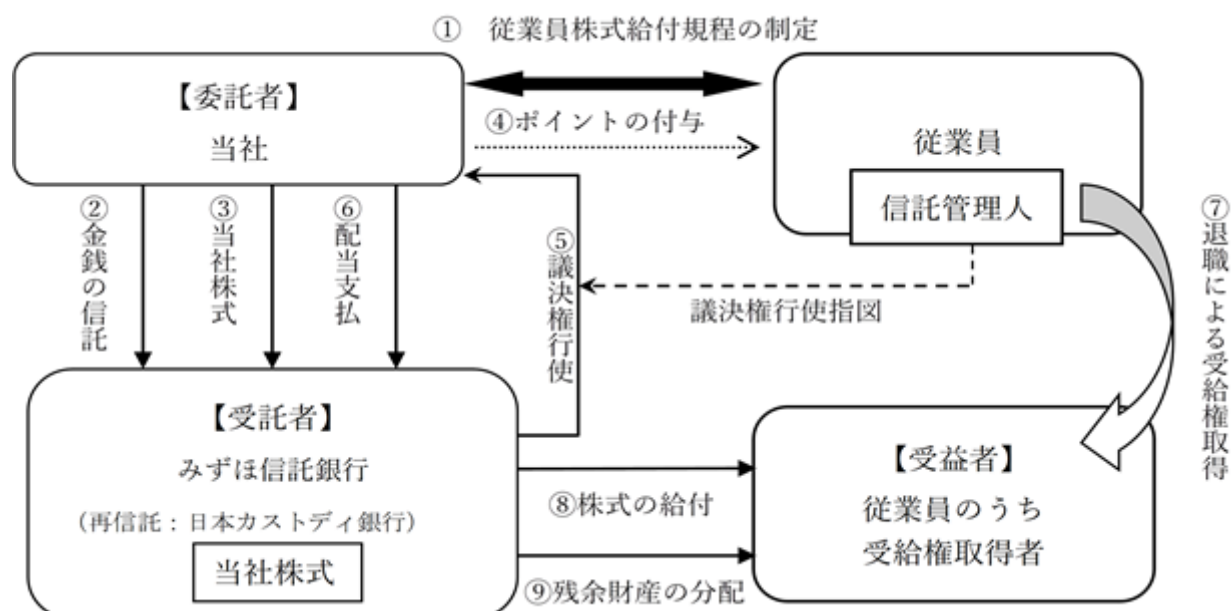 ① 従業員株式給付規程の制定
【委託者】
当社
④ポイントの付与
従業員
信託管理人
②金銭の信託
③当社株式
⑥配当支払
⑤議決権行使
議決権行使指図
⑦退職による受給権取得
【受託者】
みずほ信託銀行
（再信託：日本カストディ銀行）
当社株式
⑧株式の給付
⑨残余財産の分配
【受益者】
従業員のうち
受給権取得者